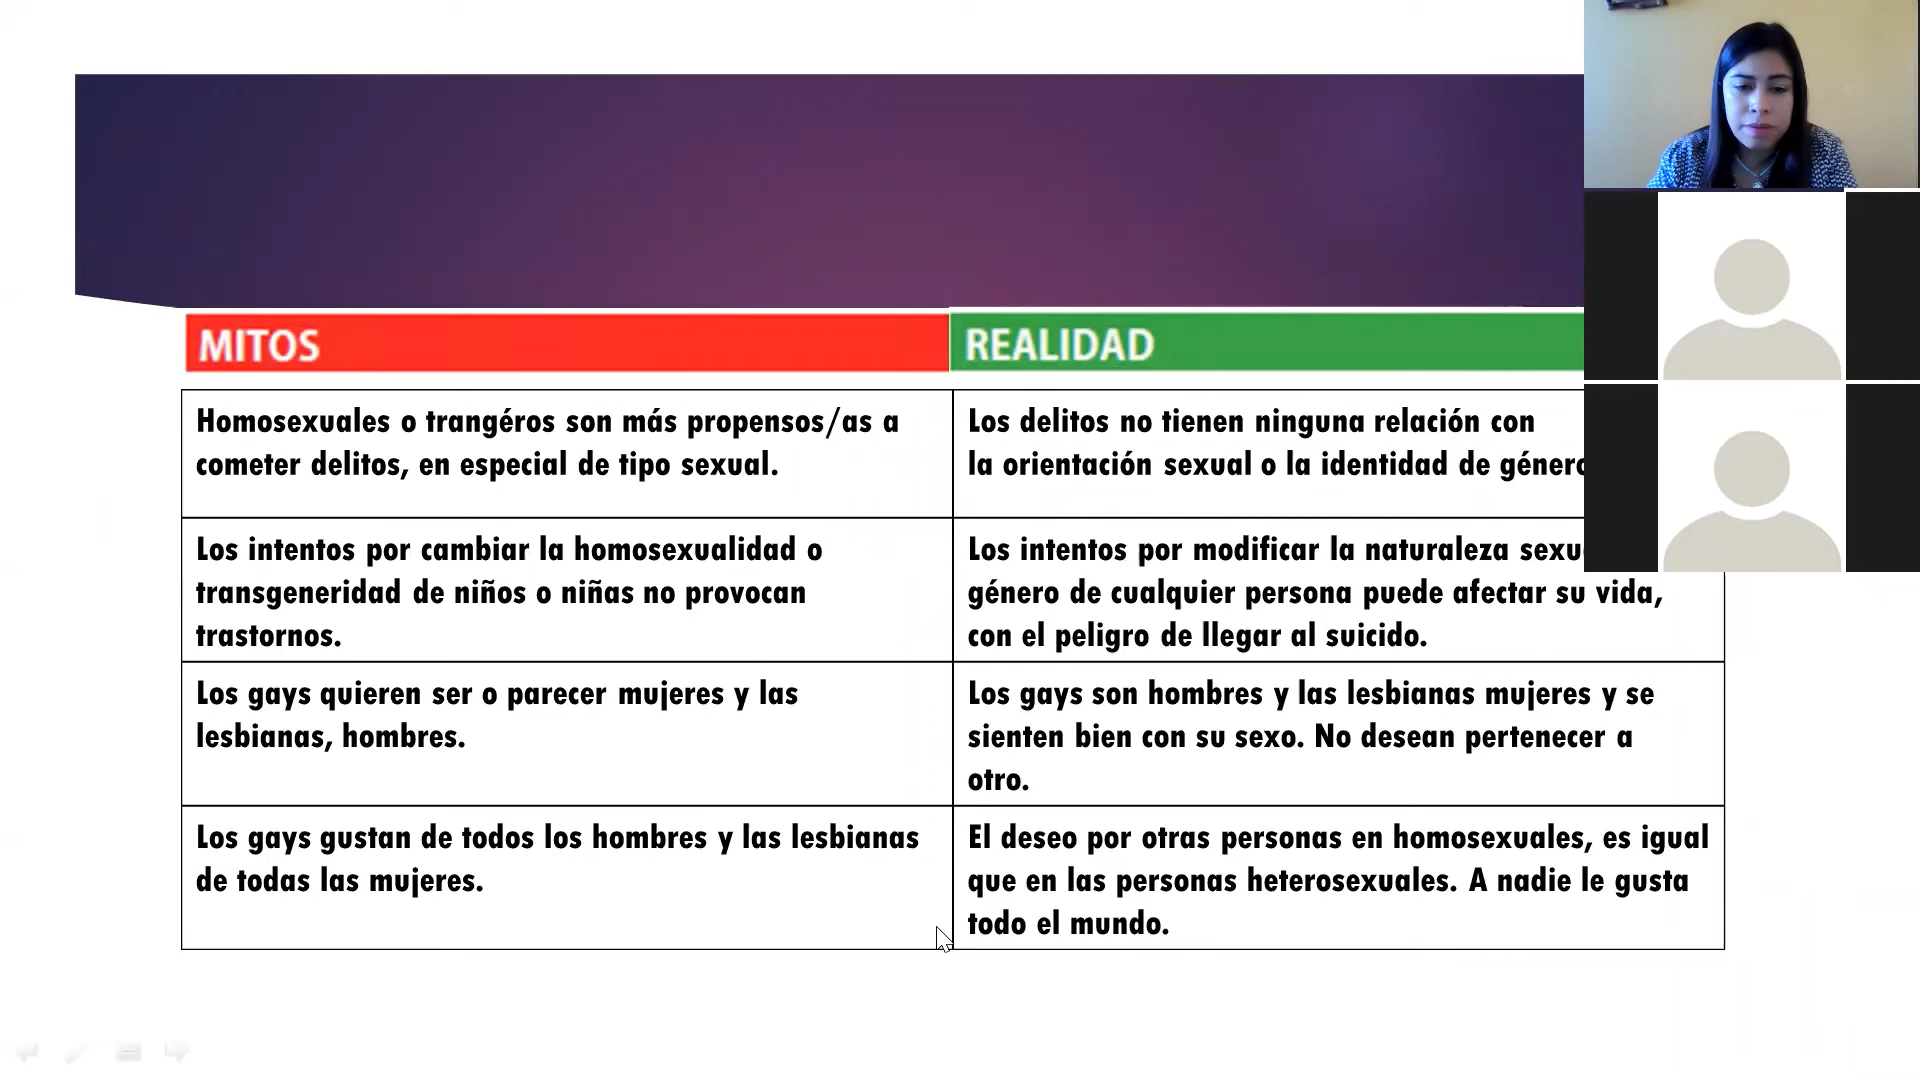 MITOS
REALIDAD
Homosexuales o trangéros son más propensos/as a
cometer delitos, en especial de tipo sexual.
Los delitos no tienen ninguna relación con
la orientación sexual o la identidad de género
Los intentos por cambiar la homosexualidad o
transgeneridad de niños o niñas no provocan
trastornos.
Los intentos por modificar la naturaleza
género de cualquier persona puede afectar su vida,
con el peligro de llegar al suicido.
Los gays quieren ser o parecer mujeres y las
lesbianas, hombres.
Los gays son hombres y las lesbianas mujeres y se
sienten bien con su sexo. No desean pertenecer a
otro.
Los gays gustan de todos los hombres y las lesbianas
de todas las mujeres.
El deseo por otras personas en homosexuales, es igual
que en las personas heterosexuales. A nadie le gusta
todo el mundo.